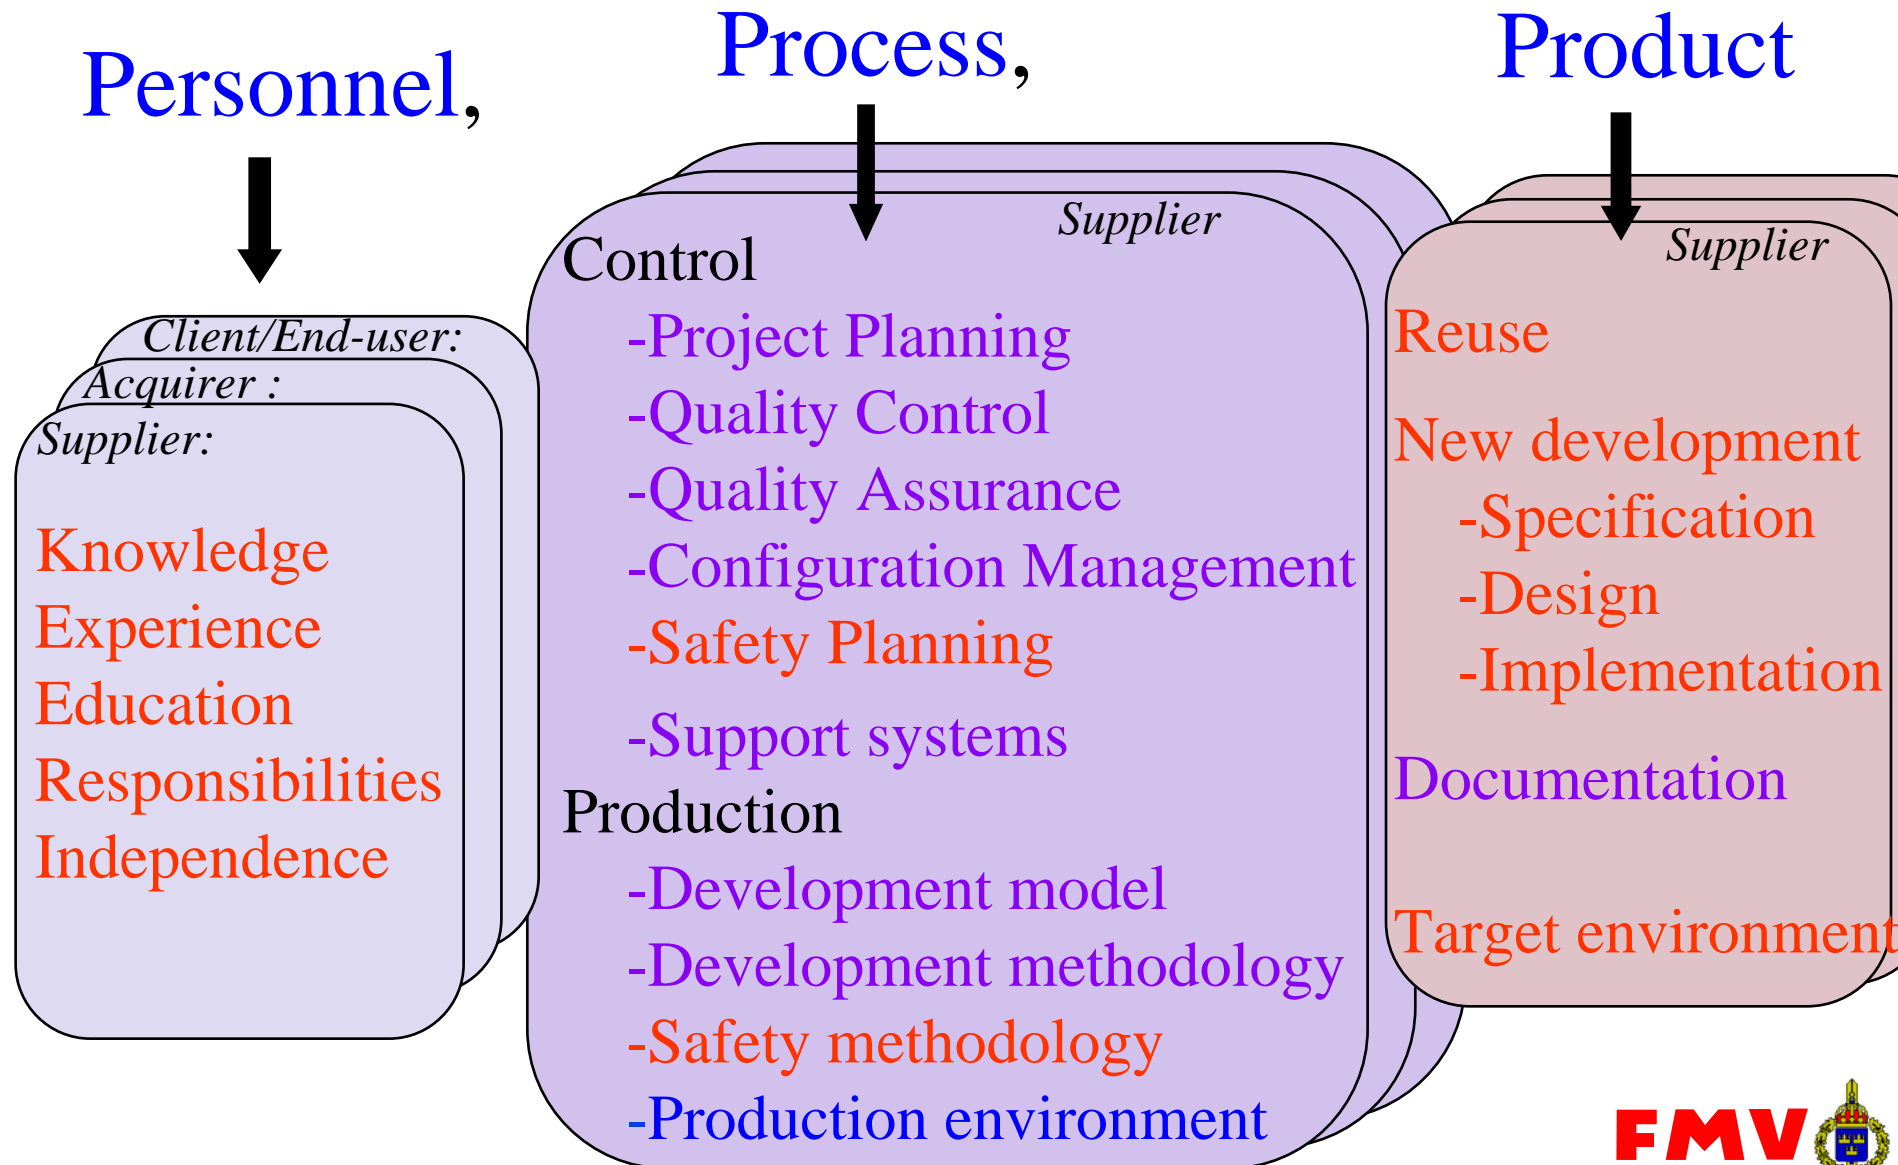 Personnel,
Process,
Product
Client/End-user:
Acquirer :
Supplier:
Knowledge
Experience
Education
Responsibilities
Independence
Supplier
Control
-Project Planning
-Quality Control
-Quality Assurance
-Configuration Management
-Safety Planning
-Support systems
Production
-Development model
-Development methodology
-Safety methodology
-Production environment
Supplier
Reuse
New development
-Specification
-Design
-Implementation
Documentation
Target environment
FMV